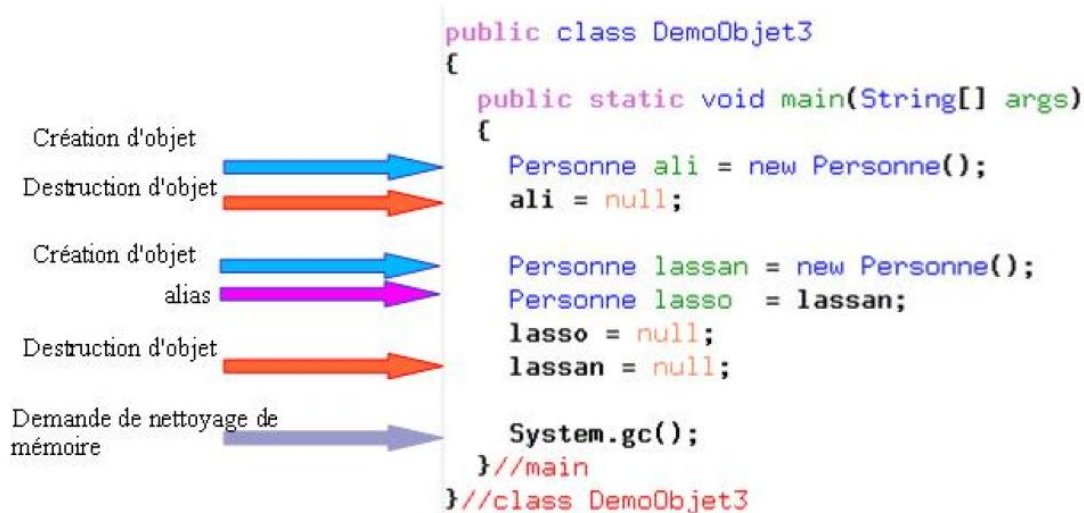 public class DemoObjet3
{
public static void main(String[] args)
{
Création d'objet
Personne ali = new Personne();
Destruction d'objet
ali = null;
Création d'objet
Personne lassan = new Personne();
alias
Personne lasso = lassan;
lasso = null;
Destruction d'objet
lassan = null;
Demande de nettoyage de
mémoire
System.gc();
}//main
}//class DemoObjet3